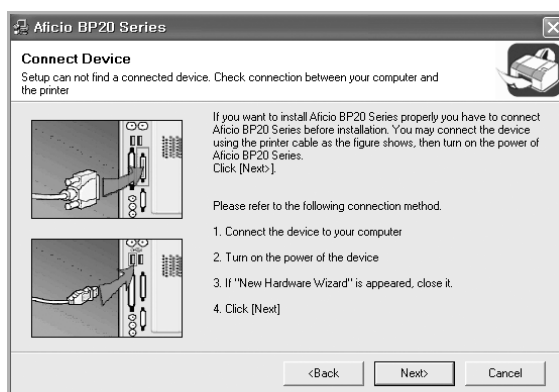 Aficio BP20 Series
Connect Device
Setup can not find a connected device. Check connection between your computer and
the printer
If you want to install Aficio BP20 Series properly you have to connect
Aficio BP20 Series before installation. You may connect the device
using the printer cable as the figure shows, then turn on the power of
Aficio BP20 Series.
Click [Next>].
Please refer to the following connection method.
1. Connect the device to your computer
2. Turn on the power of the device
3. If "New Hardware Wizard" is appeared, close it.
4. Click [Next]
<Back
Next>
Cancel